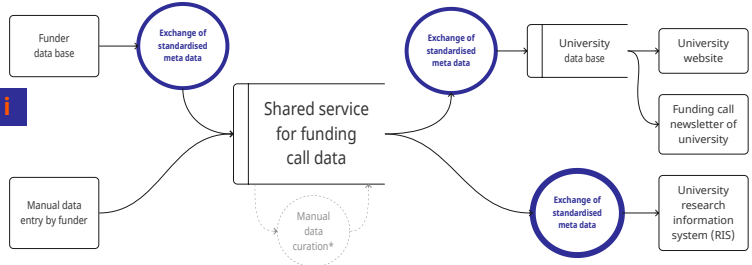 Funder
data base
Exchange of
standardised
meta data
Exchange of
standardised
meta data
University
data base
University
website
i
Shared service
for funding
call data
Funding call
newsletter of
university
Manual data
entry by funder
Manual
data
curation*
Exchange of
standardised
meta data
University
research
information
system (RIS)